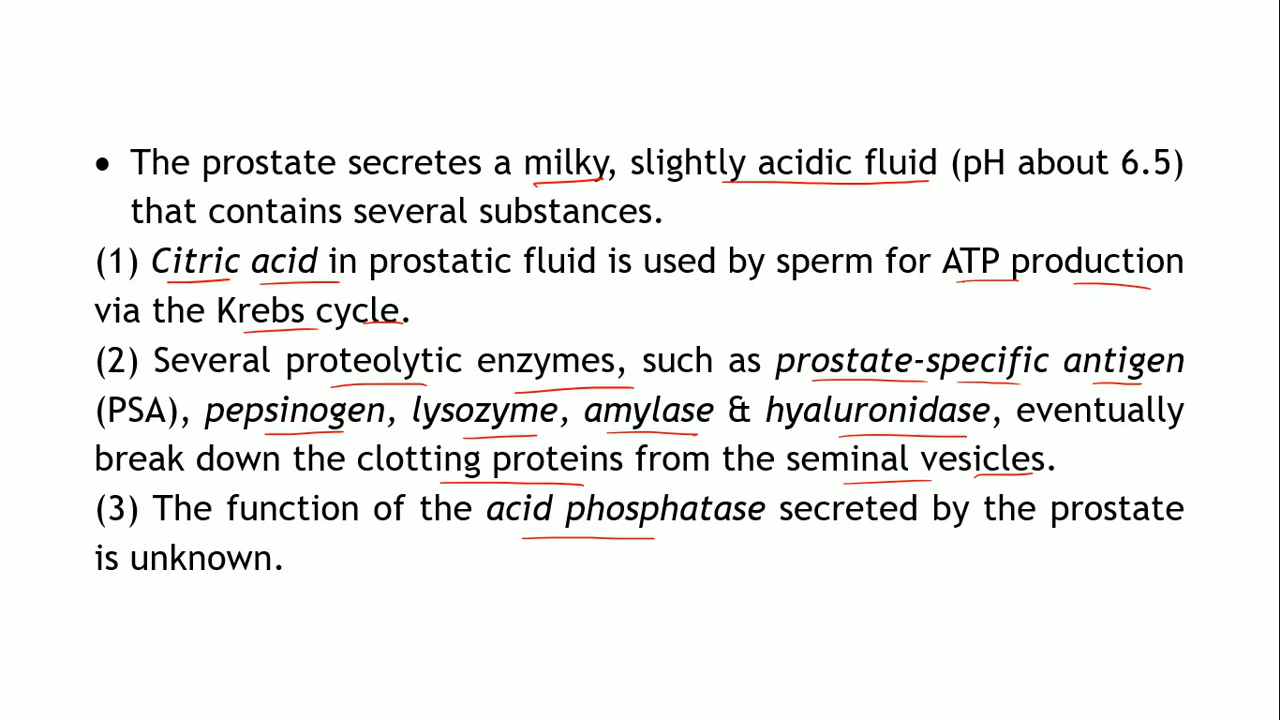 • The prostate secretes a milky, slightly acidic fluid (pH about 6.5)
that contains several substances.
(1) Citric acid in prostatic fluid is used by sperm for ATP production
via the Krebs cycle.
(2) Several proteolytic enzymes, such as prostate-specific antigen
(PSA), pepsinogen, lysozyme, amylase & hyaluronidase, eventually
break down the clotting proteins from the seminal vesicles.
(3) The function of the acid phosphatase secreted by the prostate
is unknown.